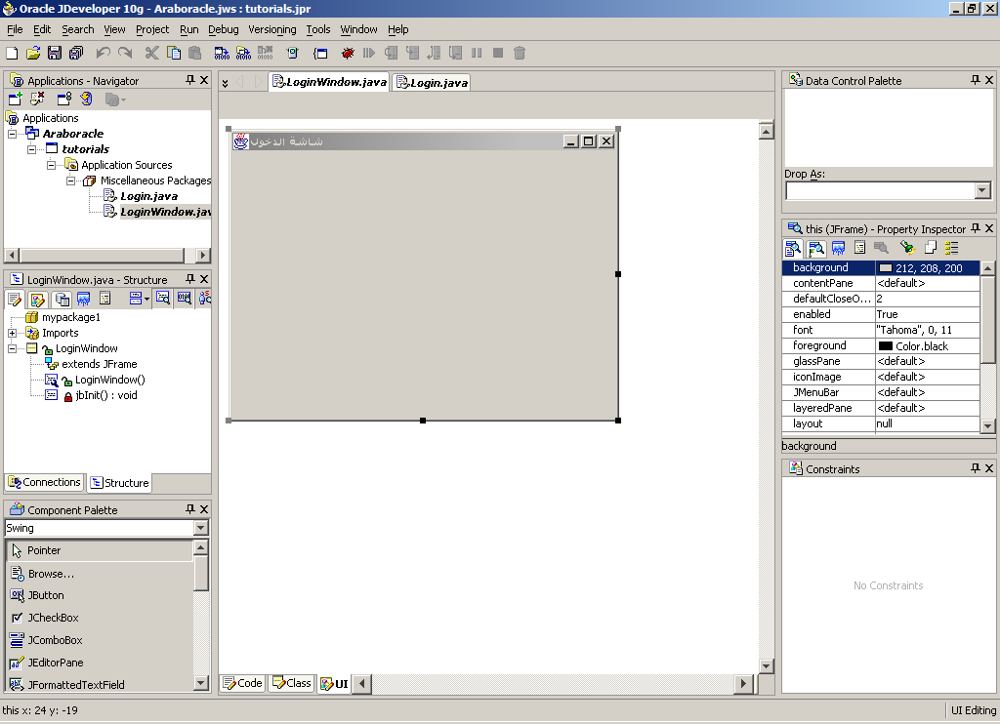 Oracle JDeveloper 10g - Araboracle.jws : tutorials.jpr
File Edit Search View Project Run Debug Versioning Tools Window Help
Applications - Navigator
Applications
Araboracle
tutorials
Application Sources
Miscellaneous Packages
Login.java
LoginWindow.jav
LoginWindow.java - Structure
mypackage1
Imports
LoginWindow
extends JFrame
LoginWindow()
jbInit() : void
Connections Structure
Component Palette
Swing
Pointer
Browse...
JButton
JCheckBox
JComboBox
JEditorPane
JFormattedTextField
LoginWindow.java Login.java
شاشة الدخول
Code Class UI
Data Control Palette
Drop As:
this (JFrame) - Property Inspector
background 212, 208, 200
contentPane <default>
defaultCloseO... 2
enabled True
font "Tahoma", 0, 11
foreground Color.black
glassPane <default>
iconImage <default>
JMenuBar <default>
layeredPane <default>
layout null
background
Constraints
No Constraints
this x: 24 y: -19
UI Editing